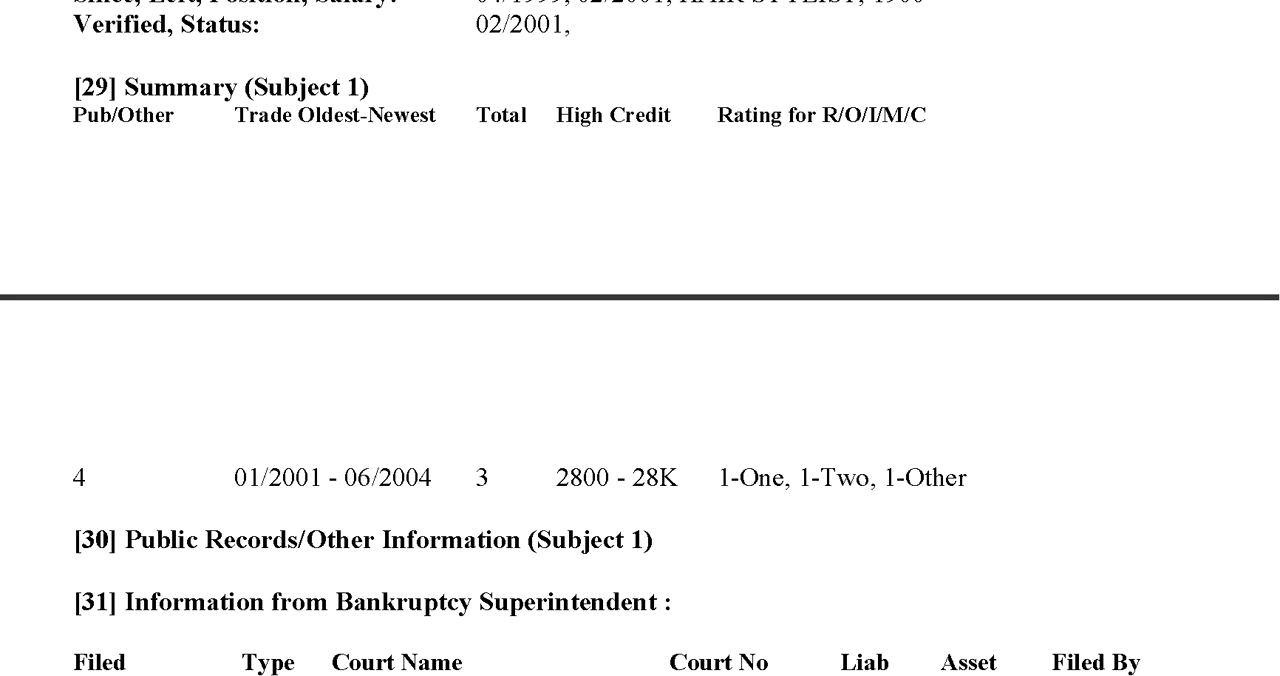 Verified, Status: 02/2001,
[29] Summary (Subject 1)
Pub/Other Trade Oldest-Newest Total High Credit Rating for R/O/I/M/C
4 01/2001 - 06/2004 3 2800 - 28K 1-One, 1-Two, 1-Other
[30] Public Records/Other Information (Subject 1)
[31] Information from Bankruptcy Superintendent :
Filed Type Court Name Court No Liab Asset Filed By